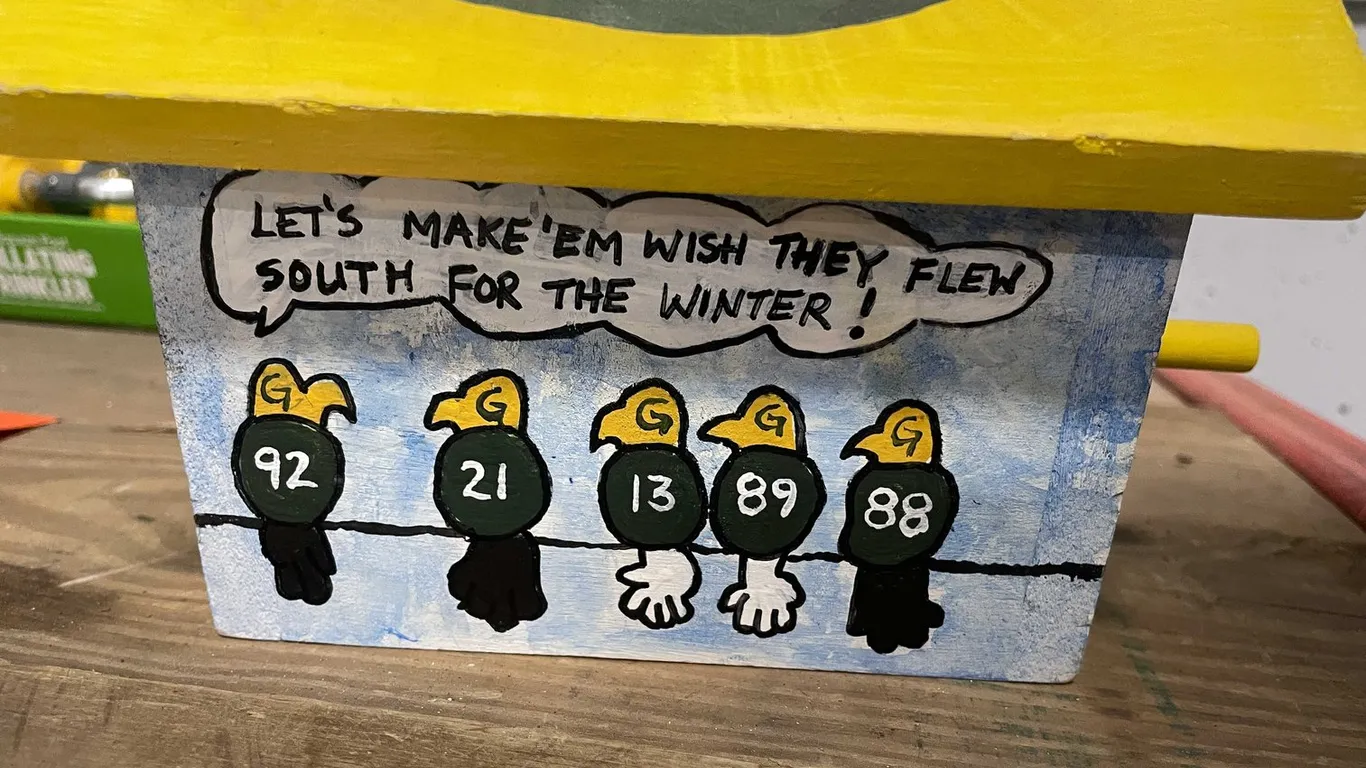 LET'S MAKE 'EM WISH THEY FLEW
SOUTH FOR THE WINTER!
G G G G G
92 21 13 89 88